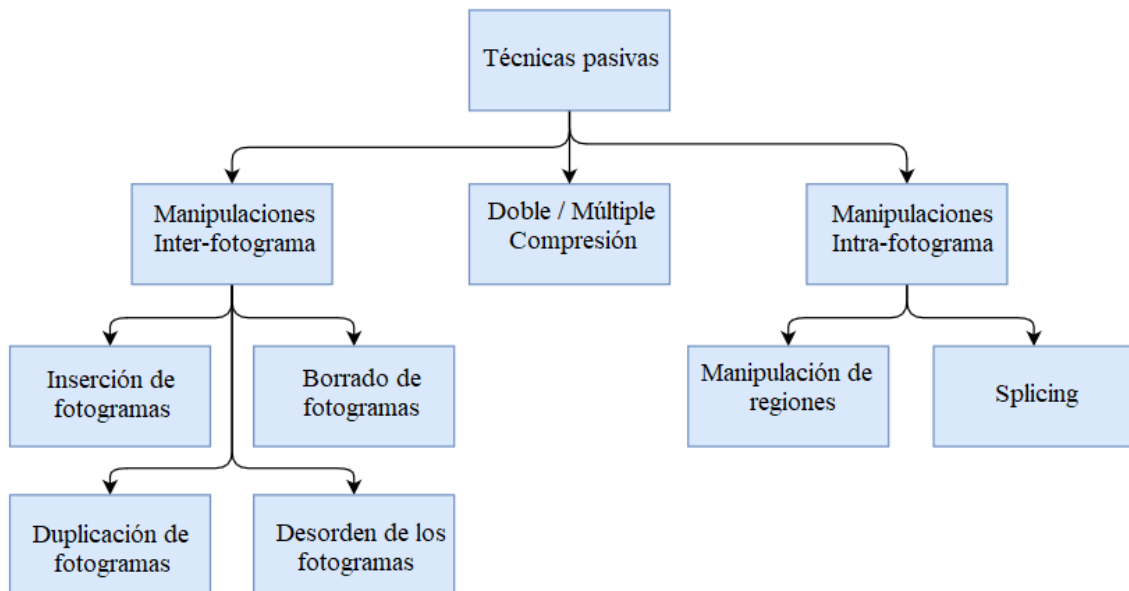 Técnicas pasivas
Manipulaciones
Inter-fotograma
Doble / Múltiple
Compresión
Manipulaciones
Intra-fotograma
Inserción de
fotogramas
Borrado de
fotogramas
Manipulación de
regiones
Splicing
Duplicación de
fotogramas
Desorden de los
fotogramas